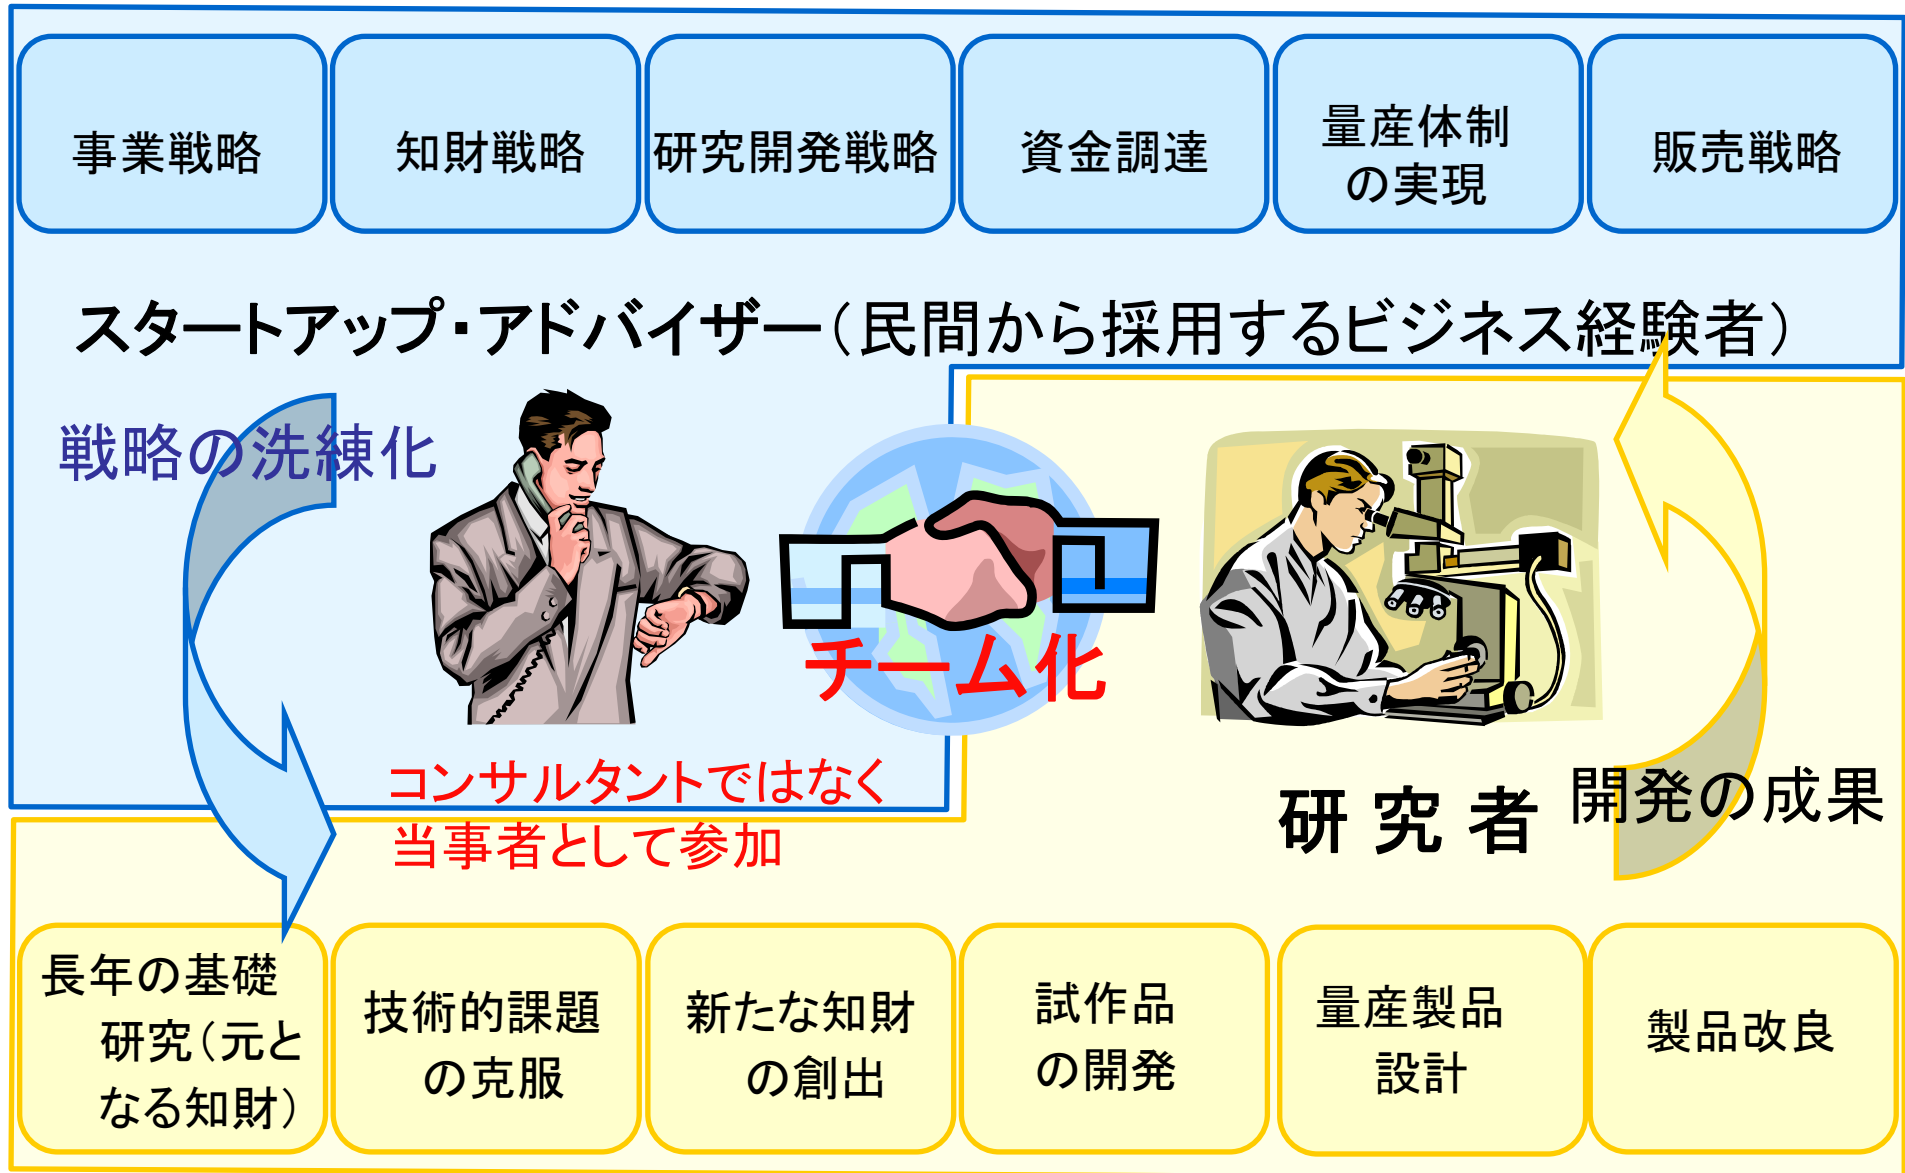 事業戦略
知財戦略
研究開発戦略
資金調達
量産体制
の実現
販売戦略
スタートアップ・アドバイザー（民間から採用するビジネス経験者）
戦略の洗練化
チーム化
コンサルタントではなく
当事者として参加
研 究 者
開発の成果
長年の基礎
研究（元と
なる知財）
技術的課題
の克服
新たな知財
の創出
試作品
の開発
量産製品
設計
製品改良